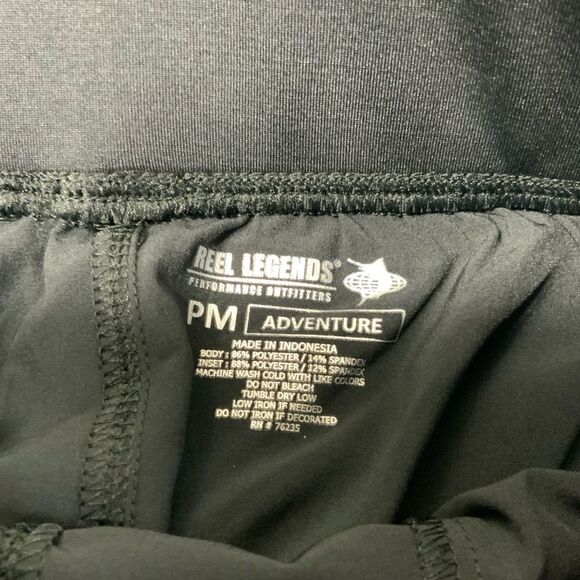 REEL LEGENDS®
PERFORMANCE OUTFITTERS
PM ADVENTURE
MADE IN INDONESIA
BODY: 86% POLYESTER / 14% SPANDEX
INSET: 88% POLYESTER / 12% SPANDEX
MACHINE WASH COLD WITH LIKE COLORS
DO NOT BLEACH
TUMBLE DRY LOW
LOW IRON IF NEEDED
DO NOT IRON IF DECORATED
RN # 76235